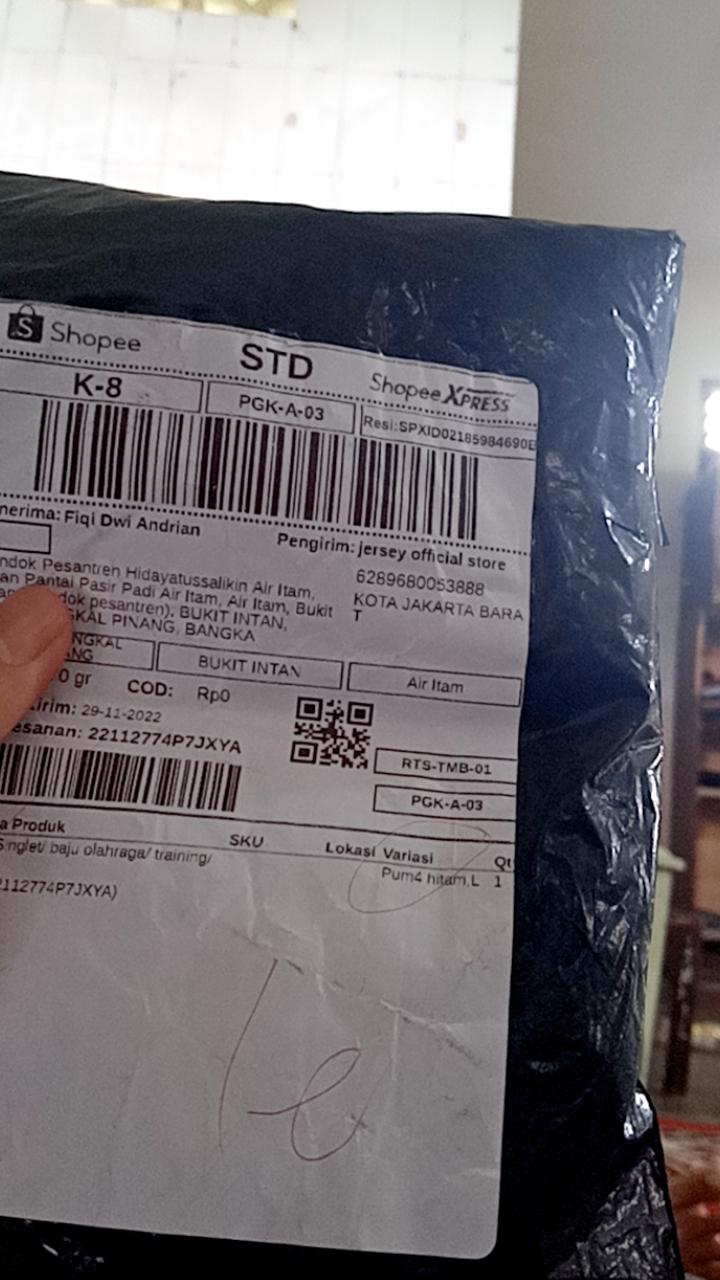 Shopee
STD
Shopee XPRESS
K-8
PGK-A-03
Resi:SPXID02185984690
nerima: Fiqi Dwi Andrian
Pengirim: jersey official store
ndok Pesantren Hidayatussalikin Air Itam,
an Pantai Pasir Padi Air Itam, Air Itam, Bukit
dok pesantren), BUKIT INTAN,
GKAL PINANG, BANGKA
6289680053888
KOTA JAKARTA BARA
T
NGKAL
ANG
BUKIT INTAN
Air Itam
0 gr
COD: Rp0
irim: 29-11-2022
esanan: 22112774P7JXYA
RTS-TMB-01
PGK-A-03
a Produk
SKU
Lokasi
Variasi
Qt
Singlet/ baju olahraga/ training/
Pum4 hitam,L
1
2112774P7JXYA)